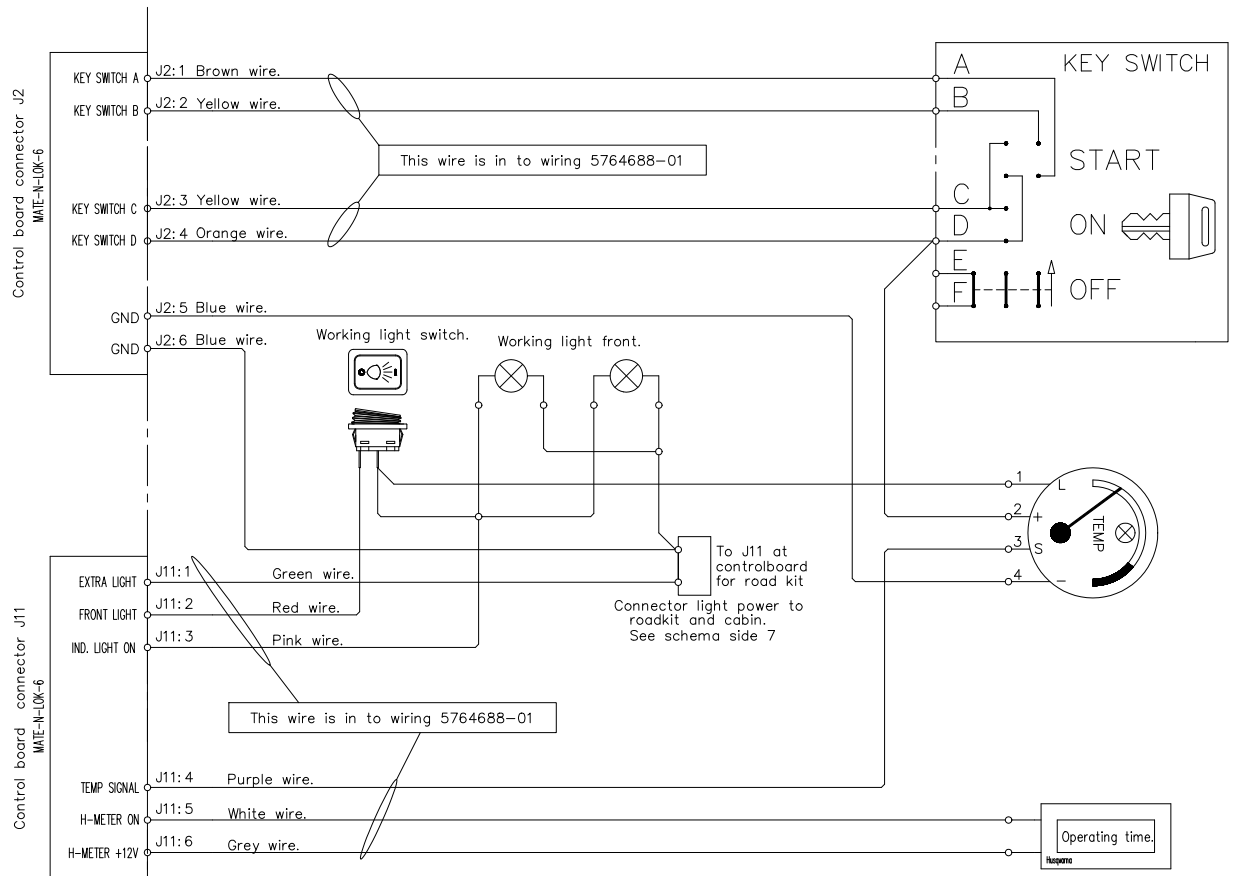 Control board connector J2
MATE-N-LOK-6
KEY SWITCH A
J2:1 Brown wire.
KEY SWITCH B
J2:2 Yellow wire.
This wire is in to wiring 5764688-01
KEY SWITCH C
J2:3 Yellow wire.
KEY SWITCH D
J2:4 Orange wire.
GND
J2:5 Blue wire.
GND
J2:6 Blue wire.
KEY SWITCH
A
B
START
C
D
ON
E
F
OFF
Working light switch.
Working light front.
1
L
2
+
3
S
4
-
TEMP
To J11 at
controlboard
for road kit
Connector light power to
roadkit and cabin.
See schema side 7
Control board connector J11
MATE-N-LOK-6
EXTRA LIGHT
J11:1
Green wire.
FRONT LIGHT
J11:2
Red wire.
IND. LIGHT ON
J11:3
Pink wire.
This wire is in to wiring 5764688-01
TEMP SIGNAL
J11:4
Purple wire.
H-METER ON
J11:5
White wire.
H-METER +12V
J11:6
Grey wire.
Operating time.
Husqvarna